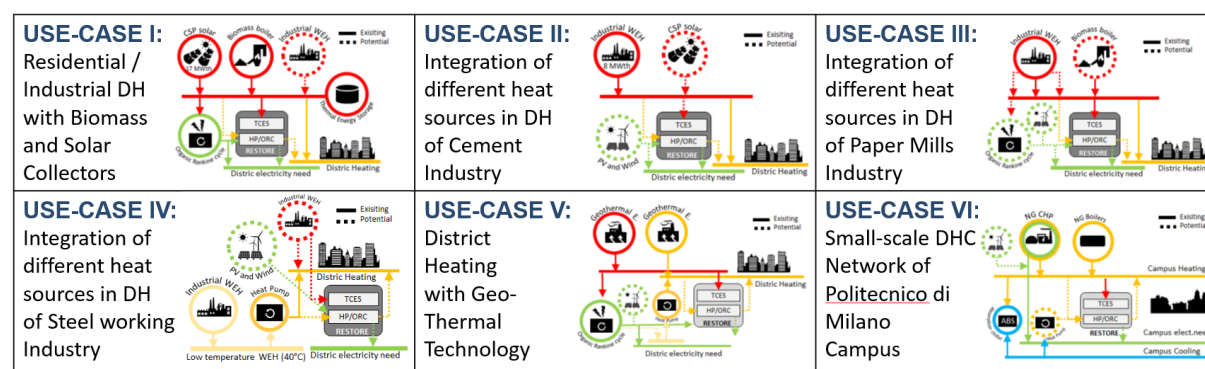 USE-CASE I:
Residential /
Industrial DH
with Biomass
and Solar
Collectors
CSP solar
Biomass boiler
Industrial WEH
Exisiting
Potential
17 MWth
Thermal Energy Storage
TCES
HP/ORC
RESTORE
Organic Rankine cycle
Distric Heating
Distric electricity need
USE-CASE II:
Integration of
different heat
sources in DH
of Cement
Industry
Industrial WEH
CSP solar
Exisiting
Potential
8 MWth
TCES
HP/ORC
RESTORE
PV and Wind
Distric Heating
Distric electricity need
USE-CASE III:
Integration of
different heat
sources in DH
of Paper Mills
Industry
Industrial WEH
Biomass boiler
Exisiting
Potential
TCES
HP/ORC
RESTORE
Organic Rankine cycle
Distric Heating
Distric electricity need
USE-CASE IV:
Integration of
different heat
sources in DH
of Steel working
Industry
Industrial WEH
Exisiting
Potential
PV and Wind
Distric Heating
Industrial WEH
Heat Pump
TCES
HP/ORC
RESTORE
Low temperature WEH (40°C)
Distric electricity need
USE-CASE V:
District
Heating
with Geo-
Thermal
Technology
Geothermal E.
Geothermal E.
Exisiting
Potential
Distric Heating
TCES
HP/ORC
RESTORE
Heat Pump
Organic Rankine cycle
Distric electricity need
USE-CASE VI:
Small-scale DHC
Network of
Politecnico di
Milano
Campus
NG CHP
NG Boilers
Exisiting
Potential
Campus Heating
TCES
HP/ORC
RESTORE
ABS
Campus elect.need
Campus Cooling